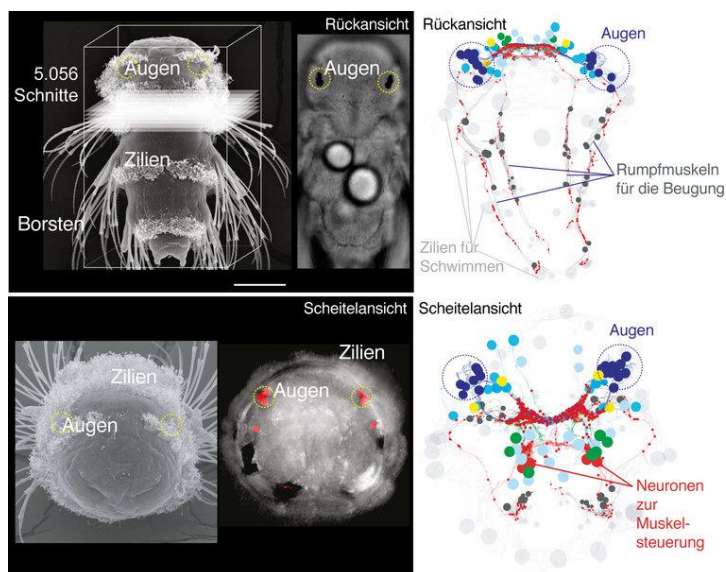 Rückansicht
5.056
Schnitte
Augen
Zilien
Borsten
Augen
Rückansicht
Augen
Rumpfmuskeln
für die Beugung
Zilien für
Schwimmen
Scheitelansicht
Zilien
Augen
Zilien
Augen
Scheitelansicht
Augen
Neuronen
zur
Muskel-
steuerung